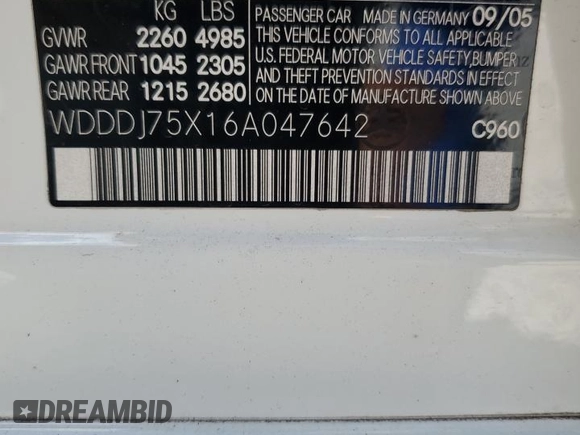 KG LBS
GVWR 2260 4985
GAWR FRONT 1045 2305
GAWR REAR 1215 2680
PASSENGER CAR MADE IN GERMANY 09/05
THIS VEHICLE CONFORMS TO ALL APPLICABLE
U.S. FEDERAL MOTOR VEHICLE SAFETY,BUMPER
AND THEFT PREVENTION STANDARDS IN EFFECT
ON THE DATE OF MANUFACTURE SHOWN ABOVE.
WDDDJ75X16A047642
C960
DREAMBID